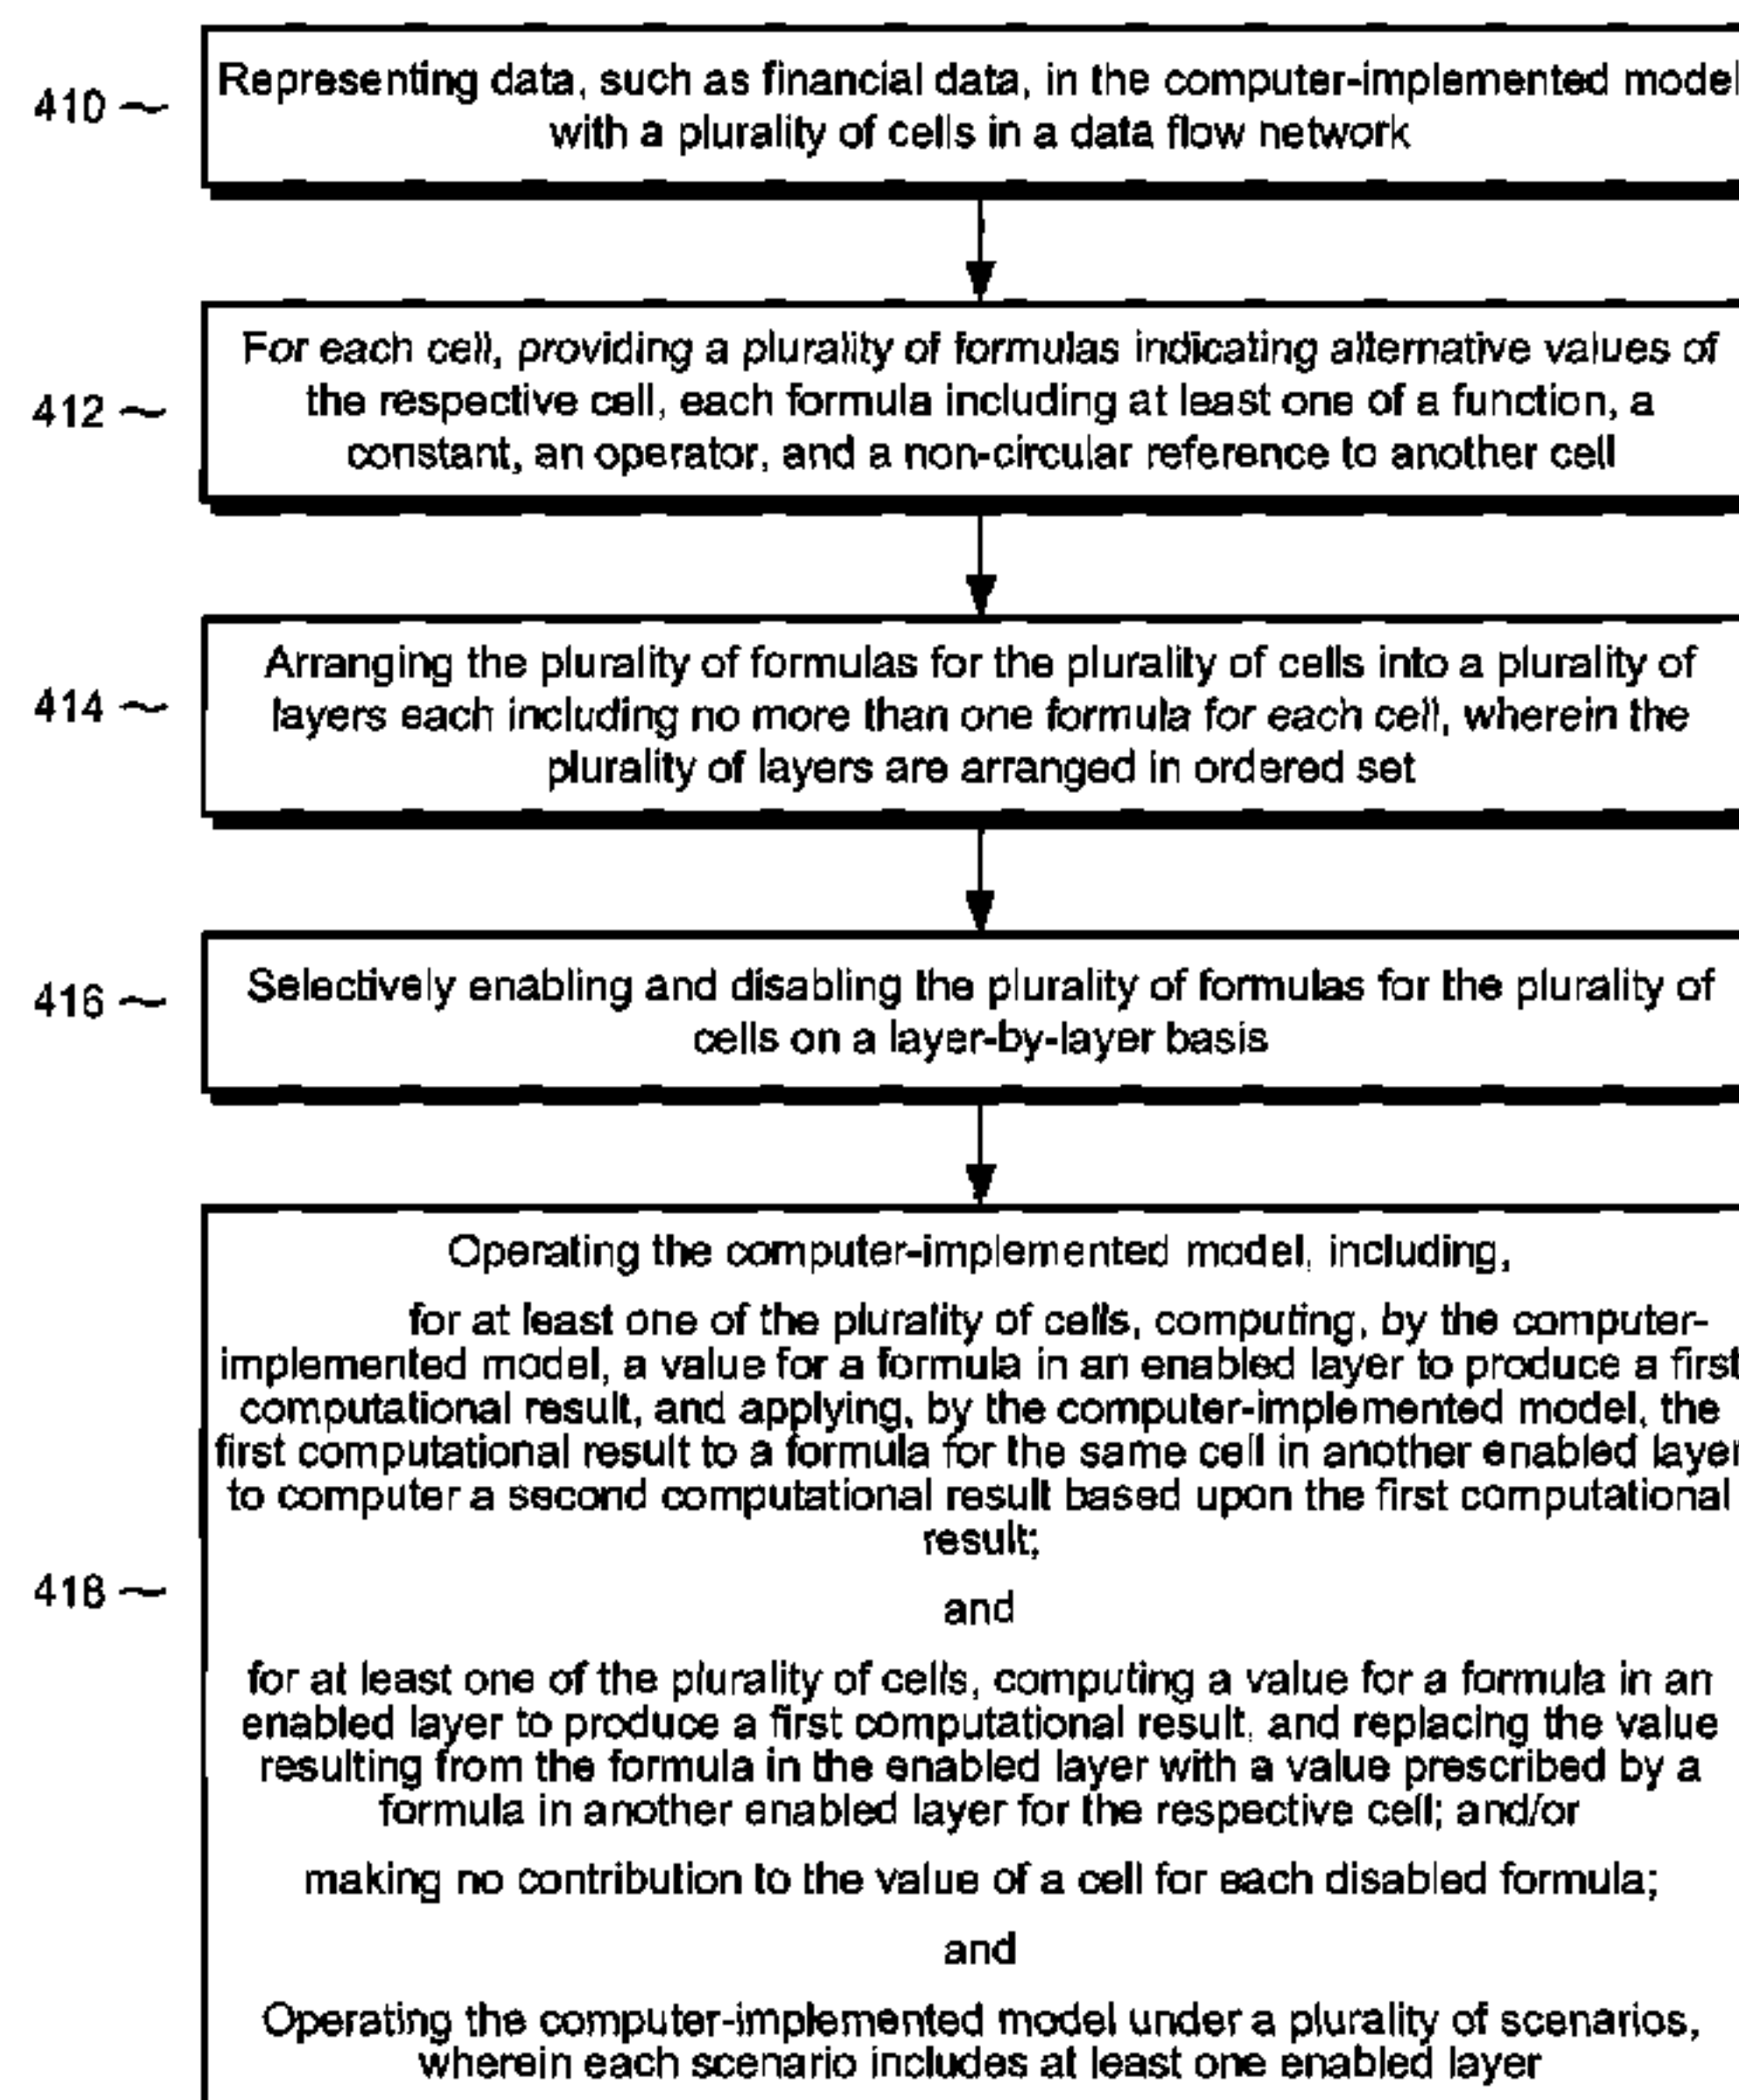 Representing data, such as financial data, in the computer-implemented model
410 ~
with a plurality of cells in a data flow network
For each cell, providing a plurality of formulas indicating alternative values of
412 ~
the respective cell, each formula including at least one of a function, a
constant, an operator, and a non-circular reference to another cell
Arranging the plurality of formulas for the plurality of cells into a plurality of
414 ~
layers each including no more than one formula for each cell, wherein the
plurality of layers are arranged in ordered set
Selectively enabling and disabling the plurality of formulas for the plurality of
416 ~
cells on a layer-by-layer basis
Operating the computer-implemented model, including,
for at least one of the plurality of cells, computing, by the computer-
implemented model, a value for a formula in an enabled layer to produce a first
computational result, and applying, by the computer-implemented model, the
first computational result to a formula for the same cell in another enabled layer
to computer a second computational result based upon the first computational
result;
418 ~
and
for at least one of the plurality of cells, computing a value for a formula in an
enabled layer to produce a first computational result, and replacing the value
resulting from the formula in the enabled layer with a value prescribed by a
formula in another enabled layer for the respective cell; and/or
making no contribution to the value of a cell for each disabled formula;
and
Operating the computer-implemented model under a plurality of scenarios,
wherein each scenario includes at least one enabled layer